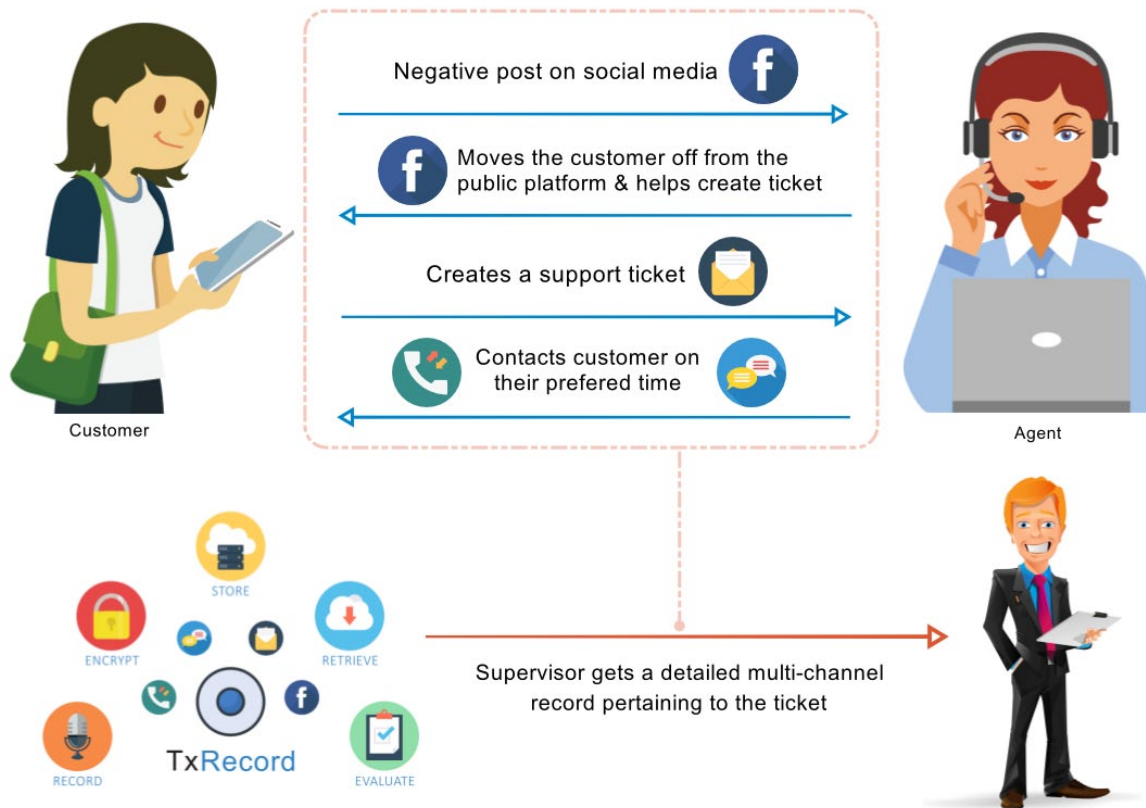 Negative post on social media
Moves the customer off from the
public platform & helps create ticket
Creates a support ticket
Contacts customer on
their prefered time
Customer
Agent
STORE
ENCRYPT
RETRIEVE
RECORD
EVALUATE
TxRecord
Supervisor gets a detailed multi-channel
record pertaining to the ticket